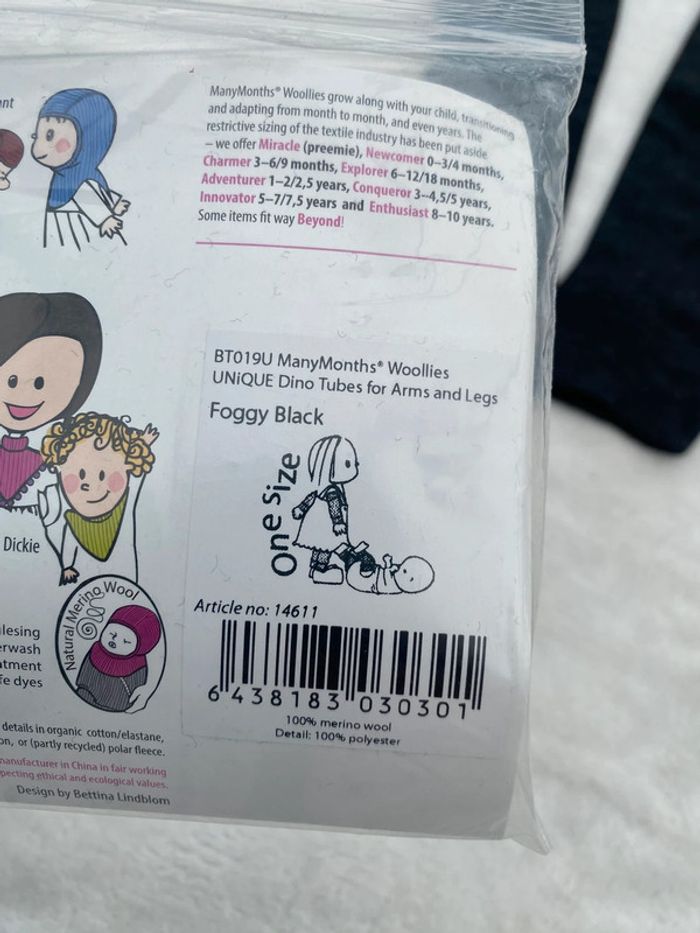 ManyMonths® Woollies grow along with your child, transitioning
and adapting from month to month, and even years. The
restrictive sizing of the textile industry has been put aside
– we offer Miracle (preemie), Newcomer 0–3/4 months,
Charmer 3–6/9 months, Explorer 6–12/18 months,
Adventurer 1–2/2,5 years, Conqueror 3–4,5/5 years,
Innovator 5–7/7,5 years and Enthusiast 8–10 years.
Some items fit way Beyond!
BT019U ManyMonths® Woollies
UNiQUE Dino Tubes for Arms and Legs
Foggy Black
One Size
Dickie
Article no: 14611
Natural Merino Wool
6 438183 030301
100% merino wool
Detail: 100% polyester
details in organic cotton/elastane,
or (partly recycled) polar fleece.
manufacturer in China in fair working
ethical and ecological values.
Design by Bettina Lindblom